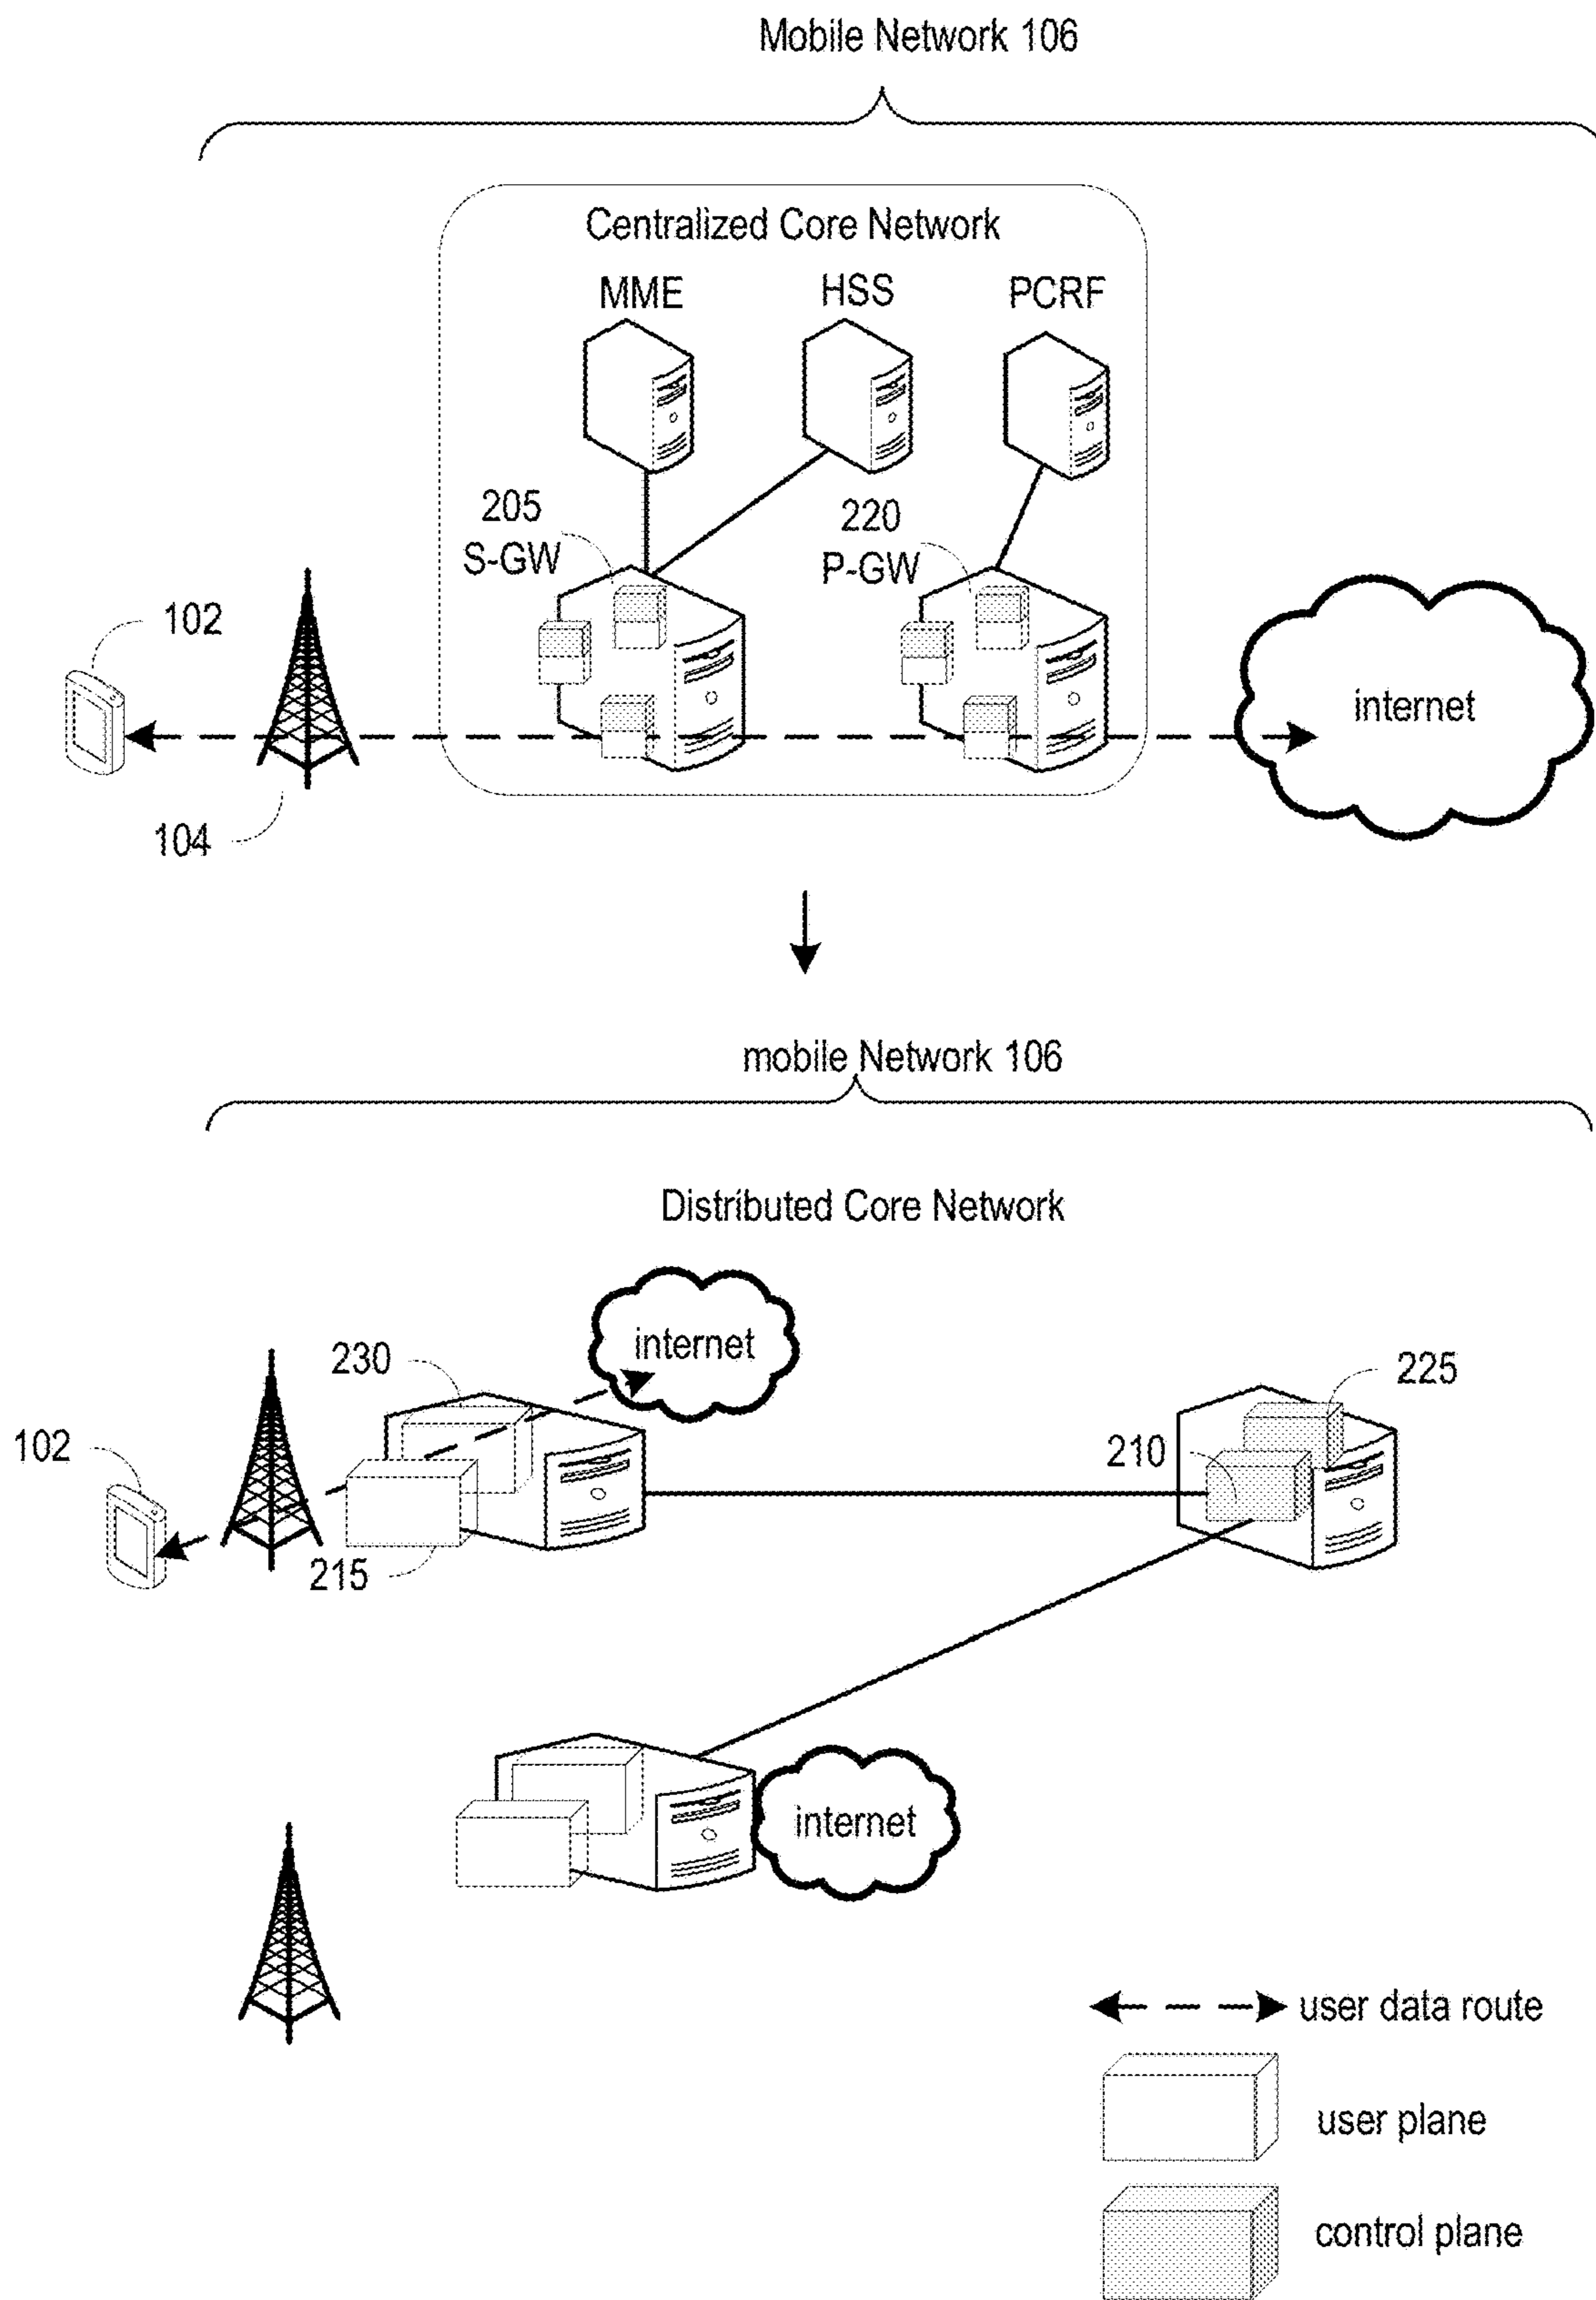 Mobile Network 106
Centralized Core Network
MME
HSS
PCRF
205
S-GW
220
P-GW
102
internet
104
mobile Network 106
Distributed Core Network
internet
230
225
102
210
215
internet
user data route
user plane
control plane